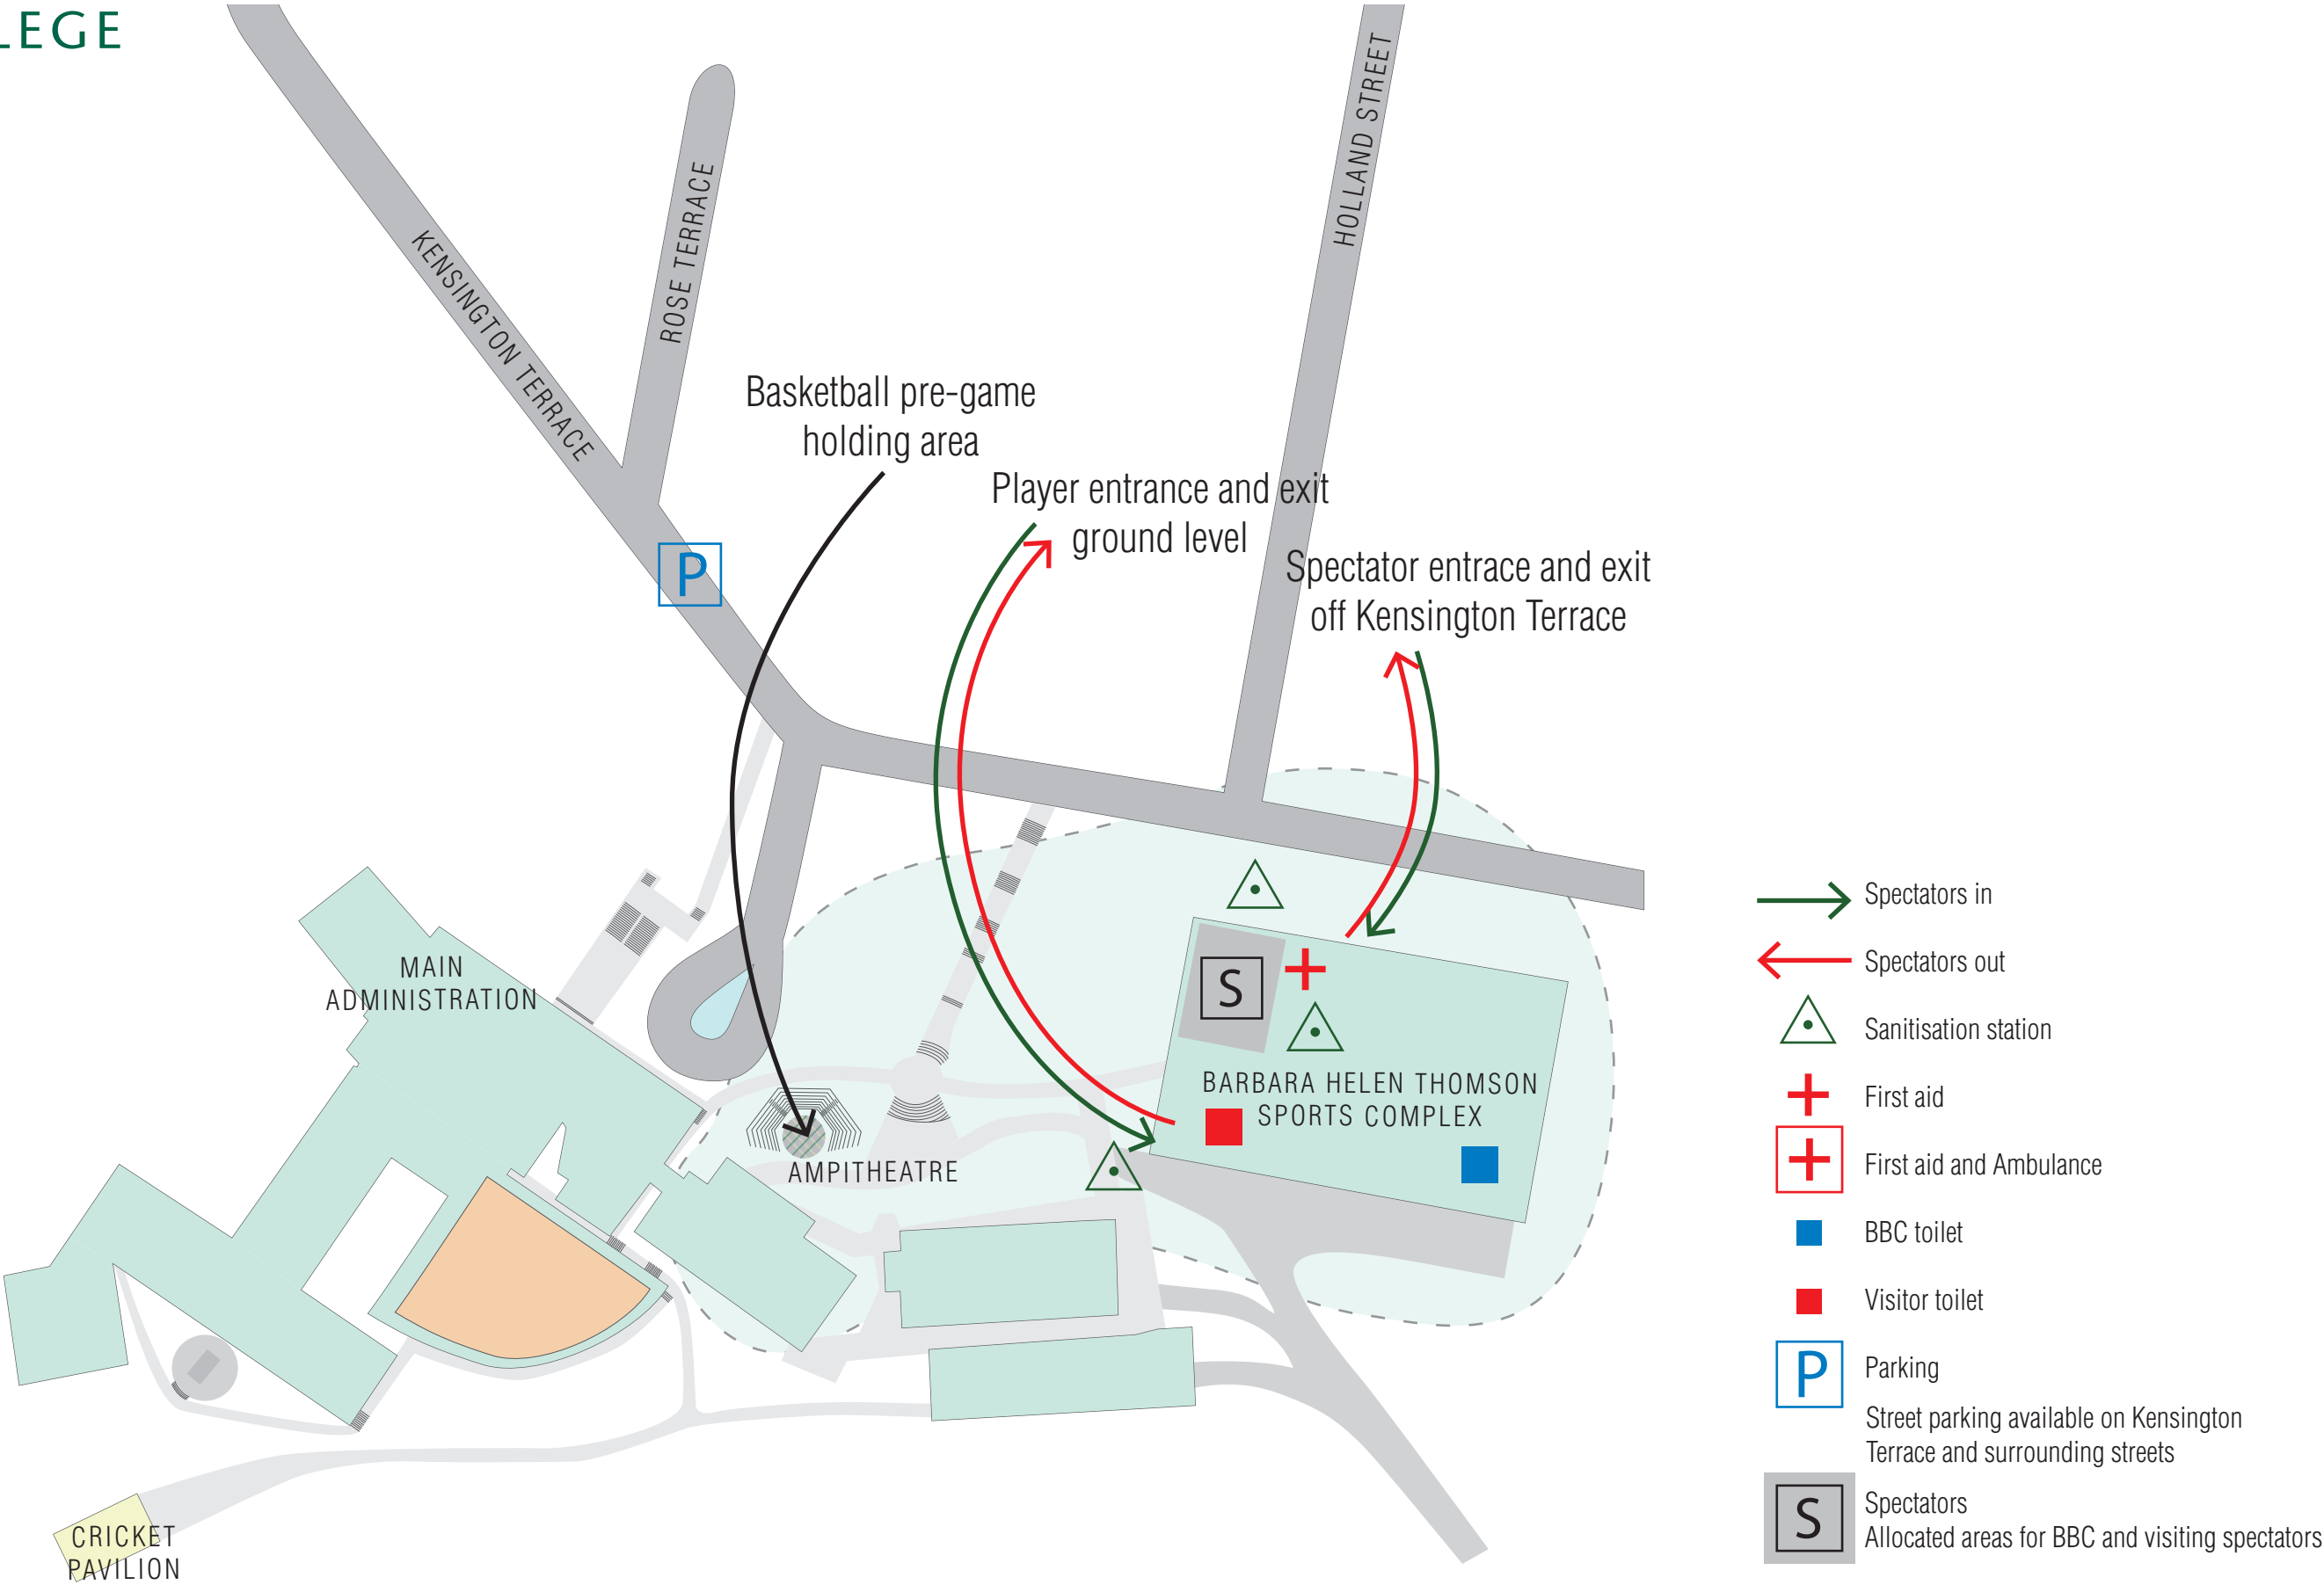 LEGE
KENSINGTON TERRACE
ROSE TERRACE
HOLLAND STREET
Basketball pre-game
holding area
Player entrance and exit
ground level
Spectator entrace and exit
off Kensington Terrace
P
MAIN
ADMINISTRATION
S
BARBARA HELEN THOMSON
SPORTS COMPLEX
AMPITHEATRE
CRICKET
PAVILION
Spectators in
Spectators out
Sanitisation station
First aid
First aid and Ambulance
BBC toilet
Visitor toilet
P
Parking
Street parking available on Kensington
Terrace and surrounding streets
S
Spectators
Allocated areas for BBC and visiting spectators